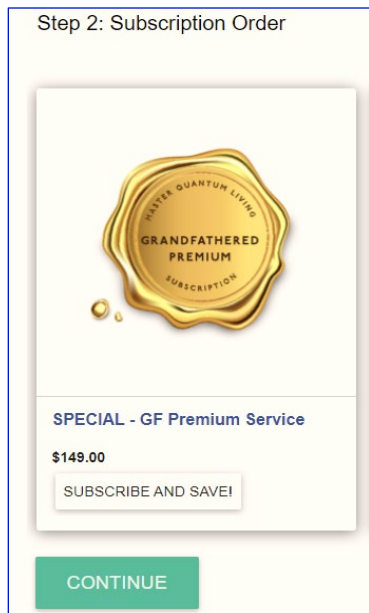 Step 2: Subscription Order
MASTER QUANTUM LIVING
GRANDFATHERED
PREMIUM
SUBSCRIPTION
SPECIAL - GF Premium Service
$149.00
SUBSCRIBE AND SAVE!
CONTINUE